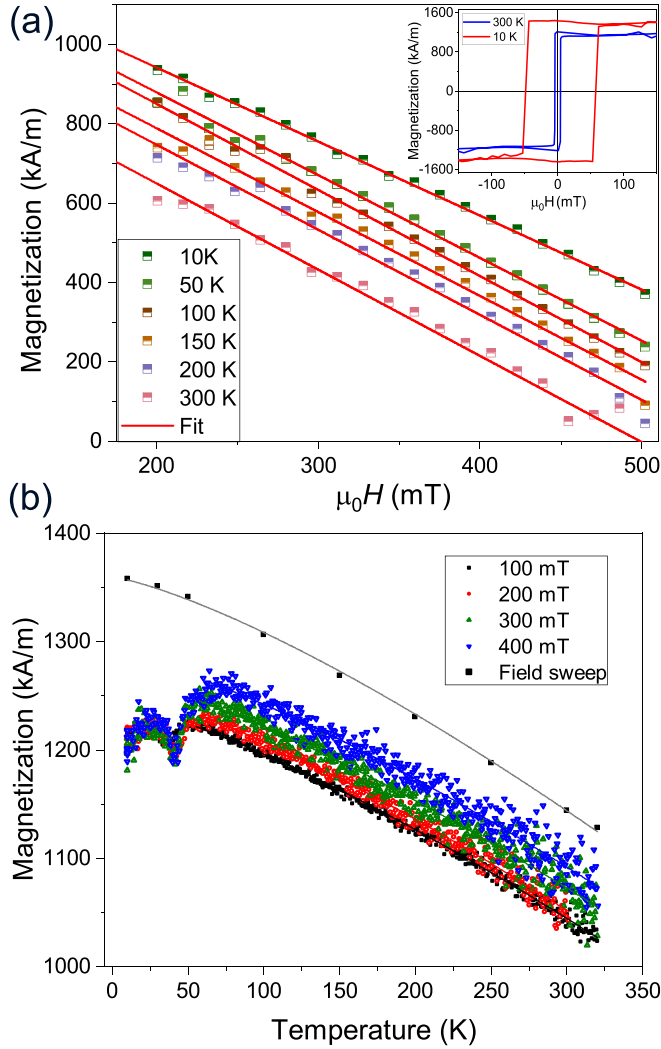 (a)
Magnetization (kA/m)
1000
800
600
400
200
0
200
300
400
500
μ₀H (mT)
10K
50 K
100 K
150 K
200 K
300 K
Fit
300 K
10 K
Magnetization (kA/m)
1600
800
0
-800
-1600
-100
0
100
μ₀H (mT)
(b)
Magnetization (kA/m)
1400
1300
1200
1100
1000
0
50
100
150
200
250
300
350
Temperature (K)
100 mT
200 mT
300 mT
400 mT
Field sweep